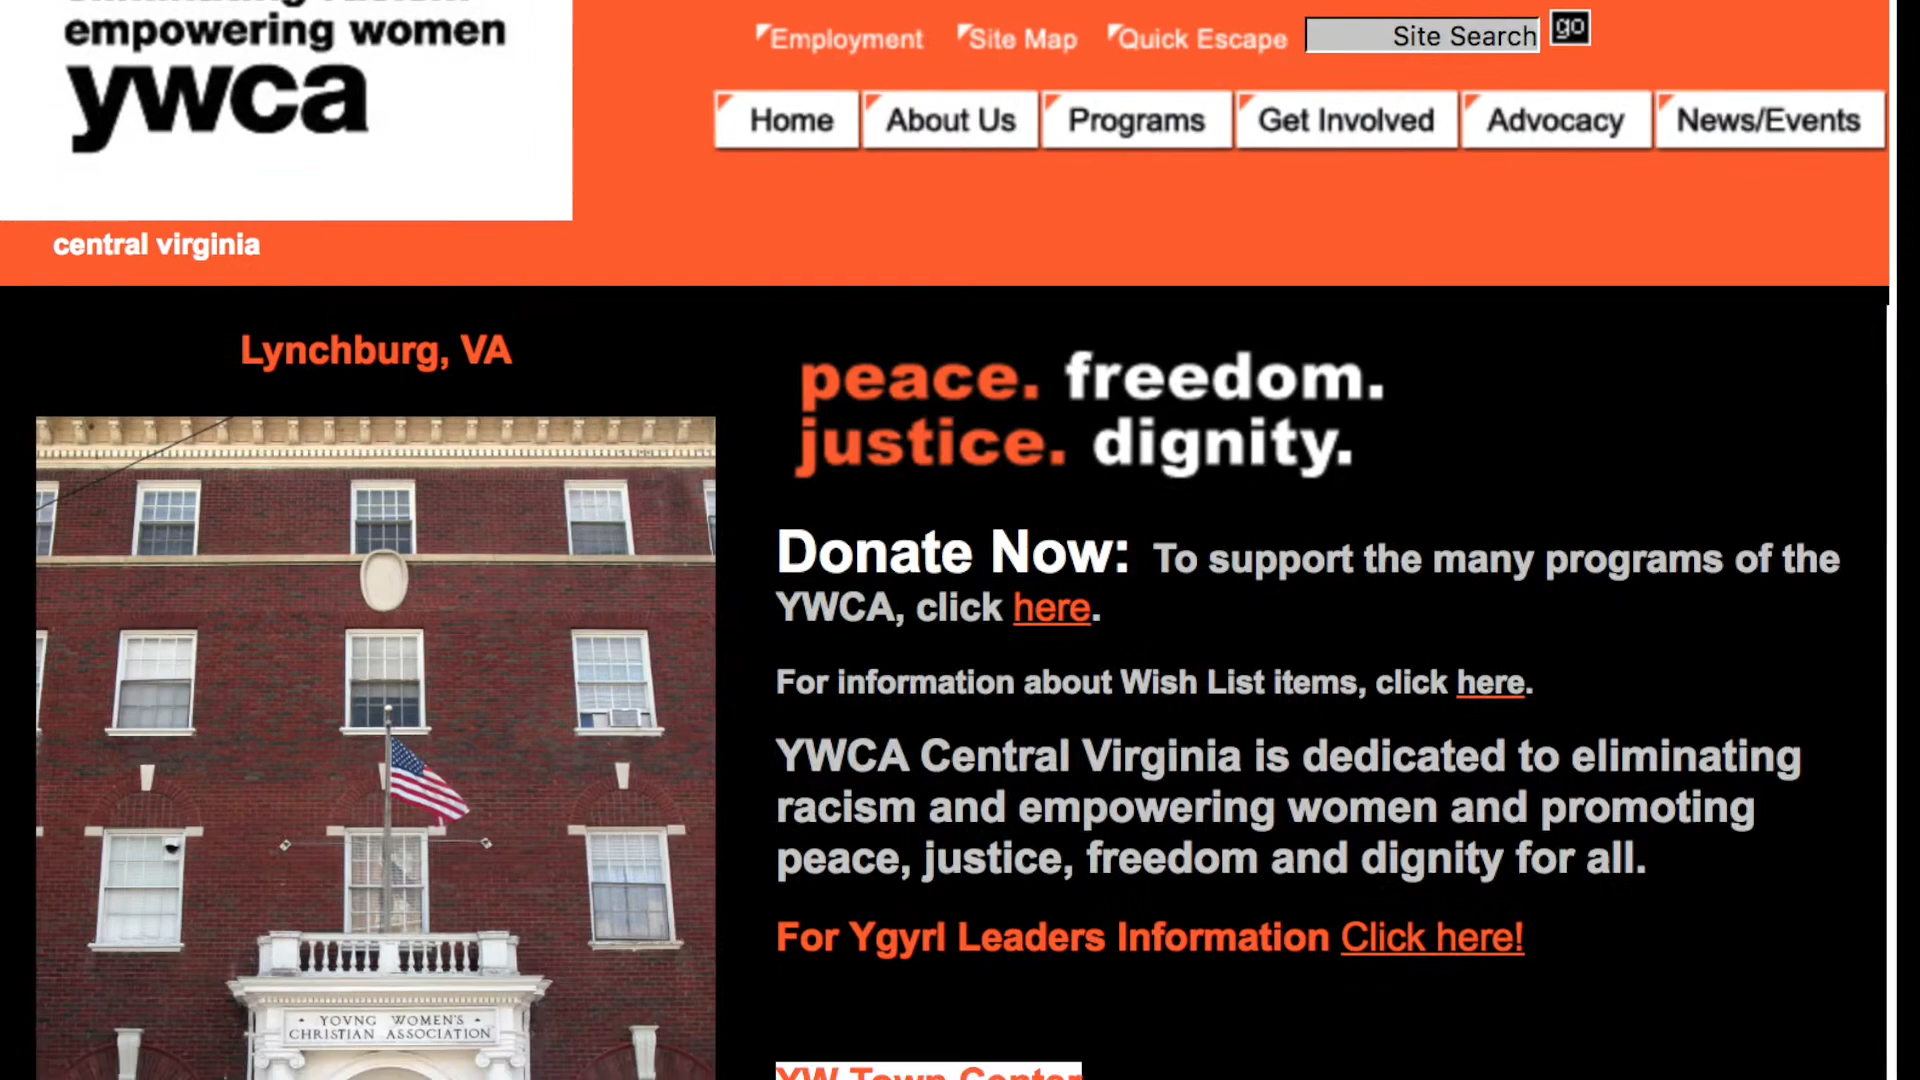 empowering women
ywca
central virginia
Employment Site Map Quick Escape Site Search go
Home About Us Programs Get Involved Advocacy News/Events
Lynchburg, VA
peace. freedom.
justice. dignity.
Donate Now: To support the many programs of the
YWCA, click here.
For information about Wish List items, click here.
YWCA Central Virginia is dedicated to eliminating
racism and empowering women and promoting
peace, justice, freedom and dignity for all.
For Ygyrl Leaders Information Click here!
YOVNG WOMEN'S
CHRISTIAN ASSOCIATION
YW Town Center